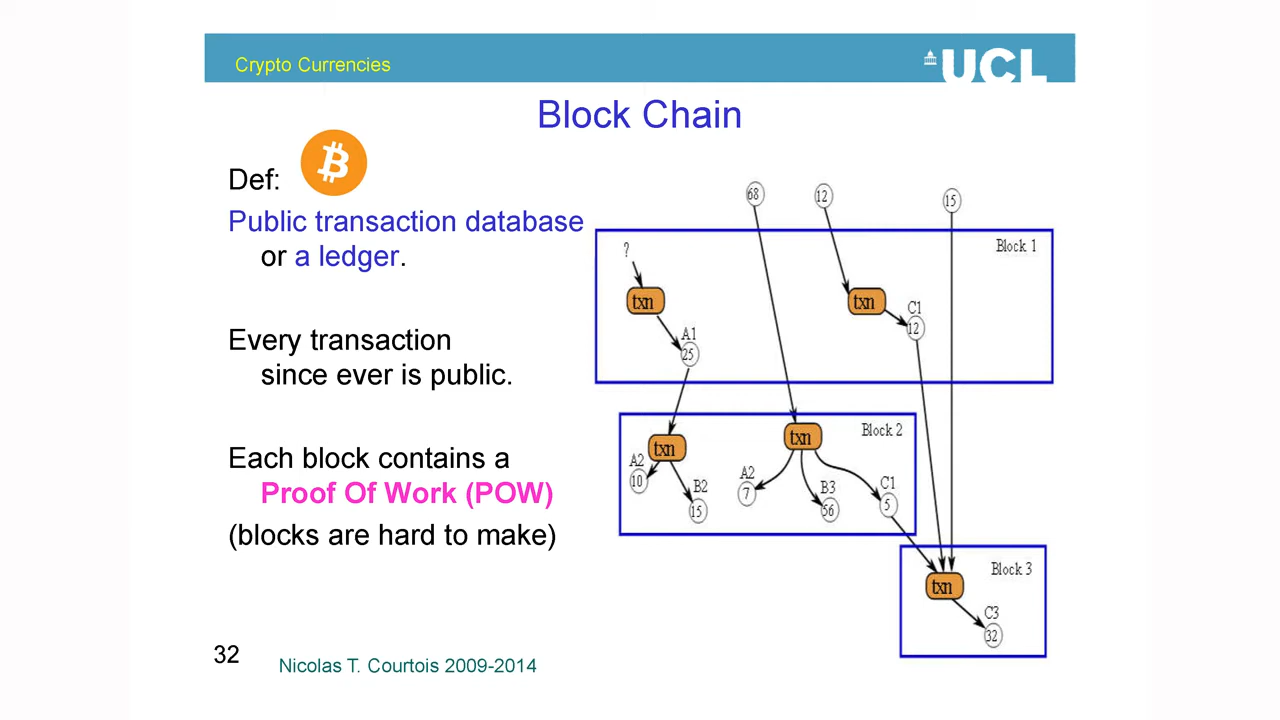 Crypto Currencies
UCL
Block Chain
Def:
Public transaction database
or a ledger.
Every transaction
since ever is public.
Each block contains a
Proof Of Work (POW)
(blocks are hard to make)
68
12
15
Block 1
?
txn
txn
C1
12
A1
25
Block 2
txn
txn
A2
10
B2
15
A2
7
B3
56
C1
5
Block 3
txn
C3
32
32
Nicolas T. Courtois 2009-2014